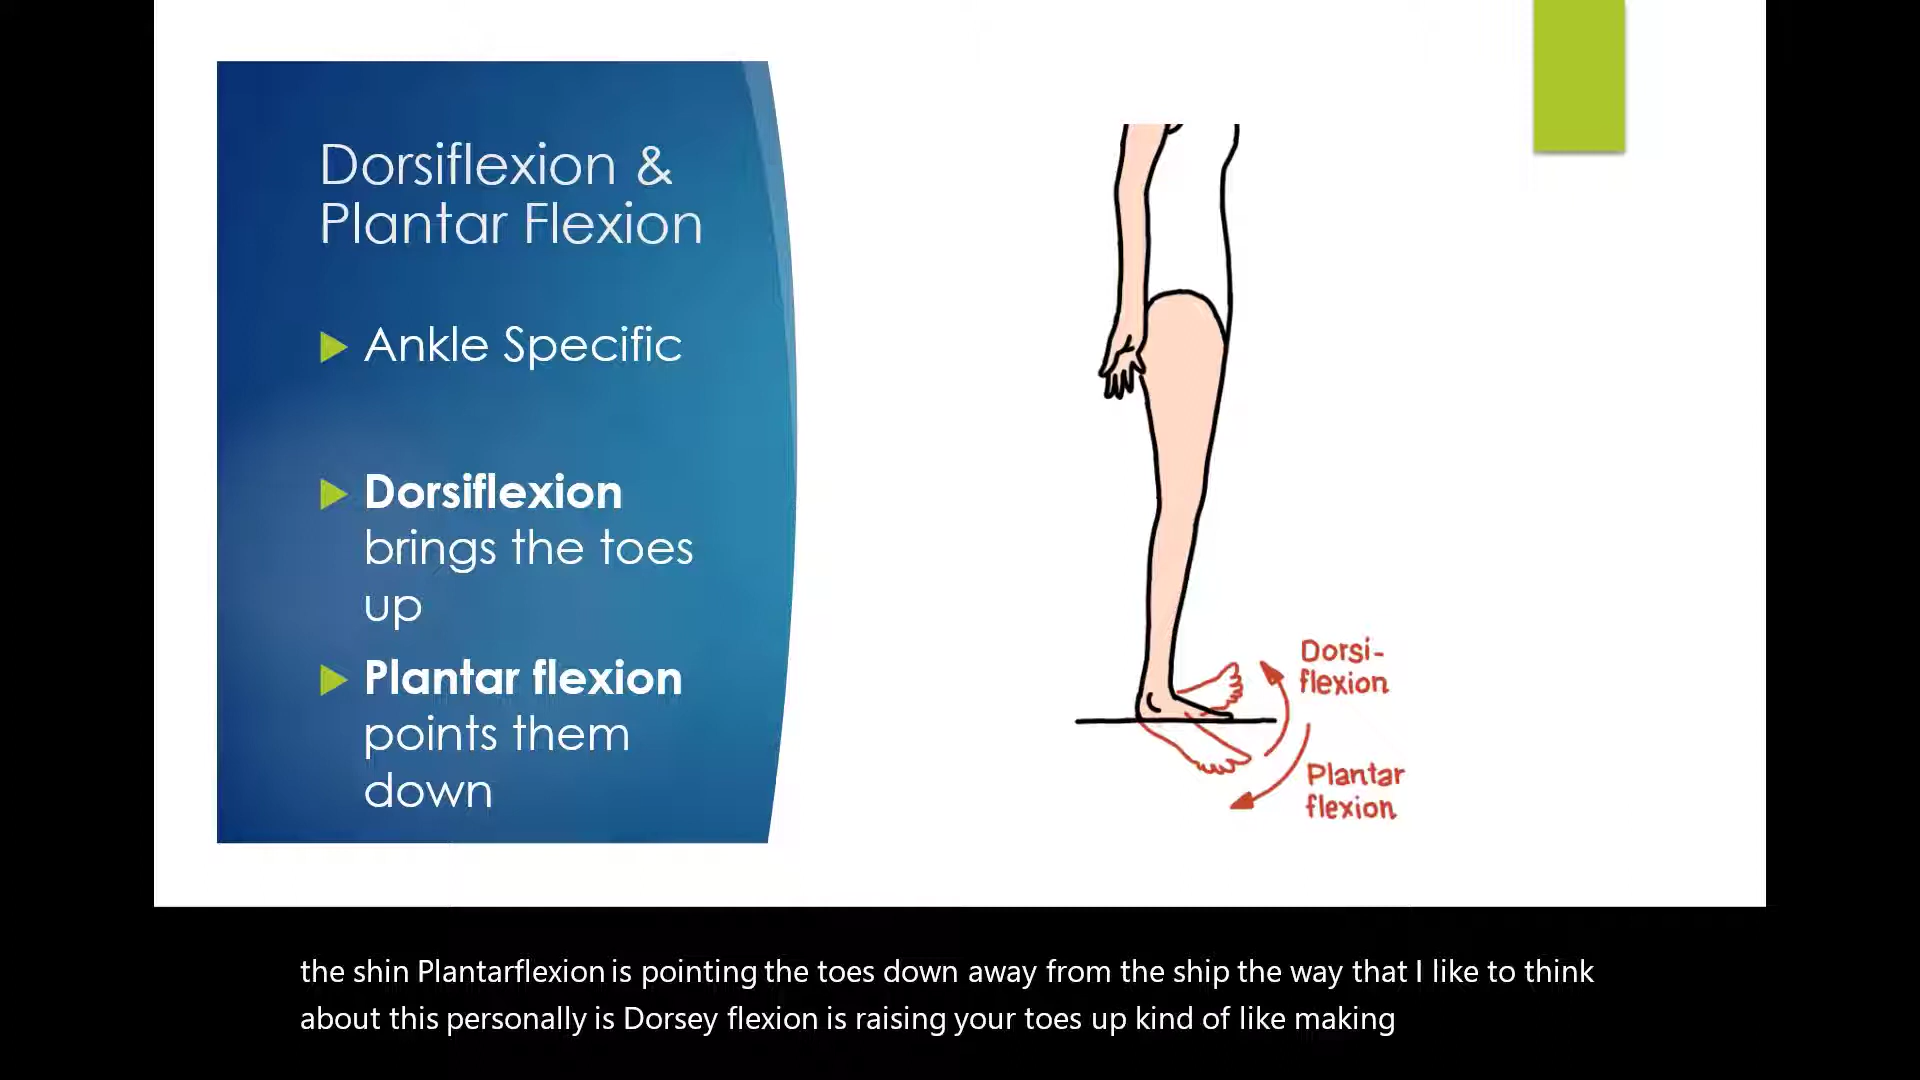 Dorsiflexion &
Plantar Flexion
Ankle Specific
Dorsiflexion
brings the toes
up
Plantar flexion
points them
down
Dorsi-
flexion
Plantar
flexion
the shin Plantarflexion is pointing the toes down away from the ship the way that I like to think
about this personally is Dorsey flexion is raising your toes up kind of like making